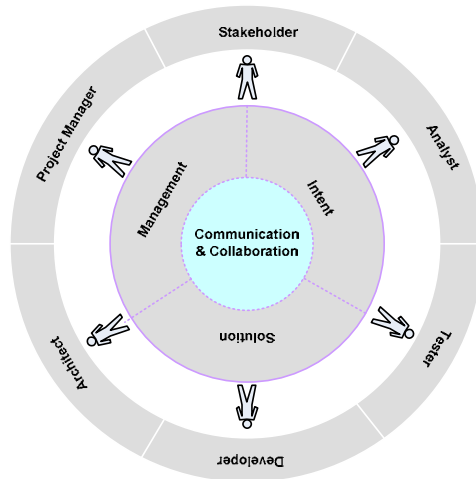 Stakeholder
Project Manager
Analyst
Management
Intent
Communication
& Collaboration
Solution
Architect
Tester
Developer